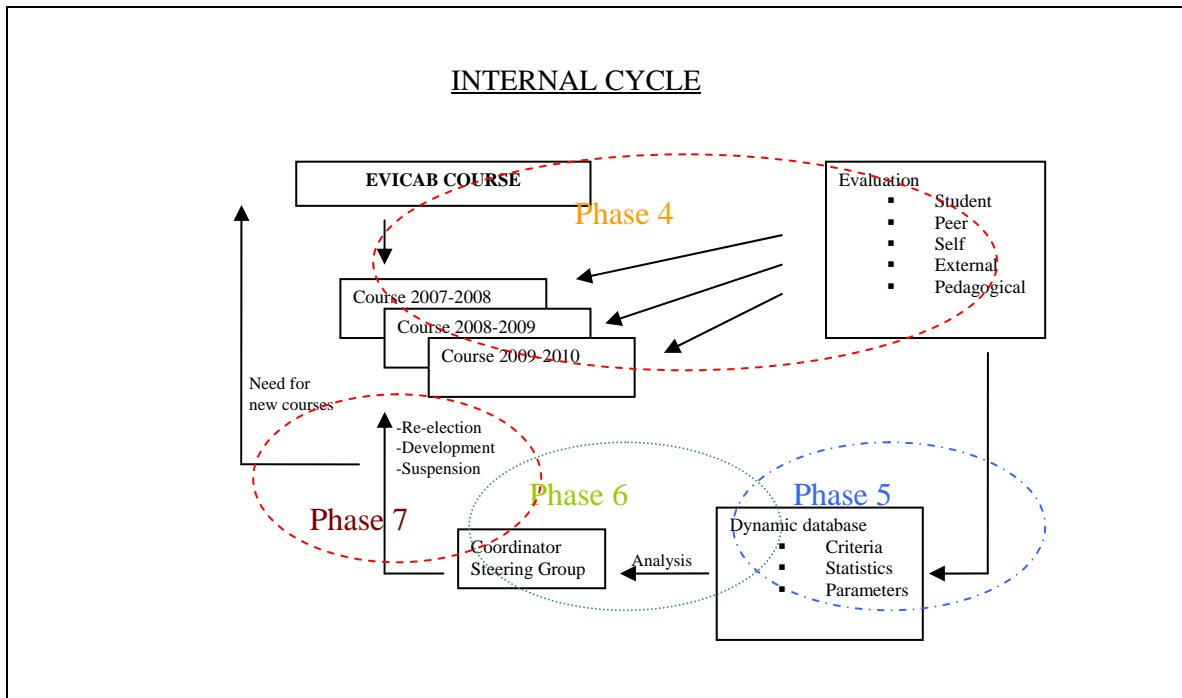 INTERNAL CYCLE
EVICAB COURSE
Evaluation
▪ Student
▪ Peer
▪ Self
▪ External
▪ Pedagogical
Phase 4
Course 2007-2008
Course 2008-2009
Course 2009-2010
Need for
new courses
-Re-election
-Development
-Suspension
Phase 7
Phase 6
Phase 5
Coordinator
Steering Group
Analysis
Dynamic database
▪ Criteria
▪ Statistics
▪ Parameters